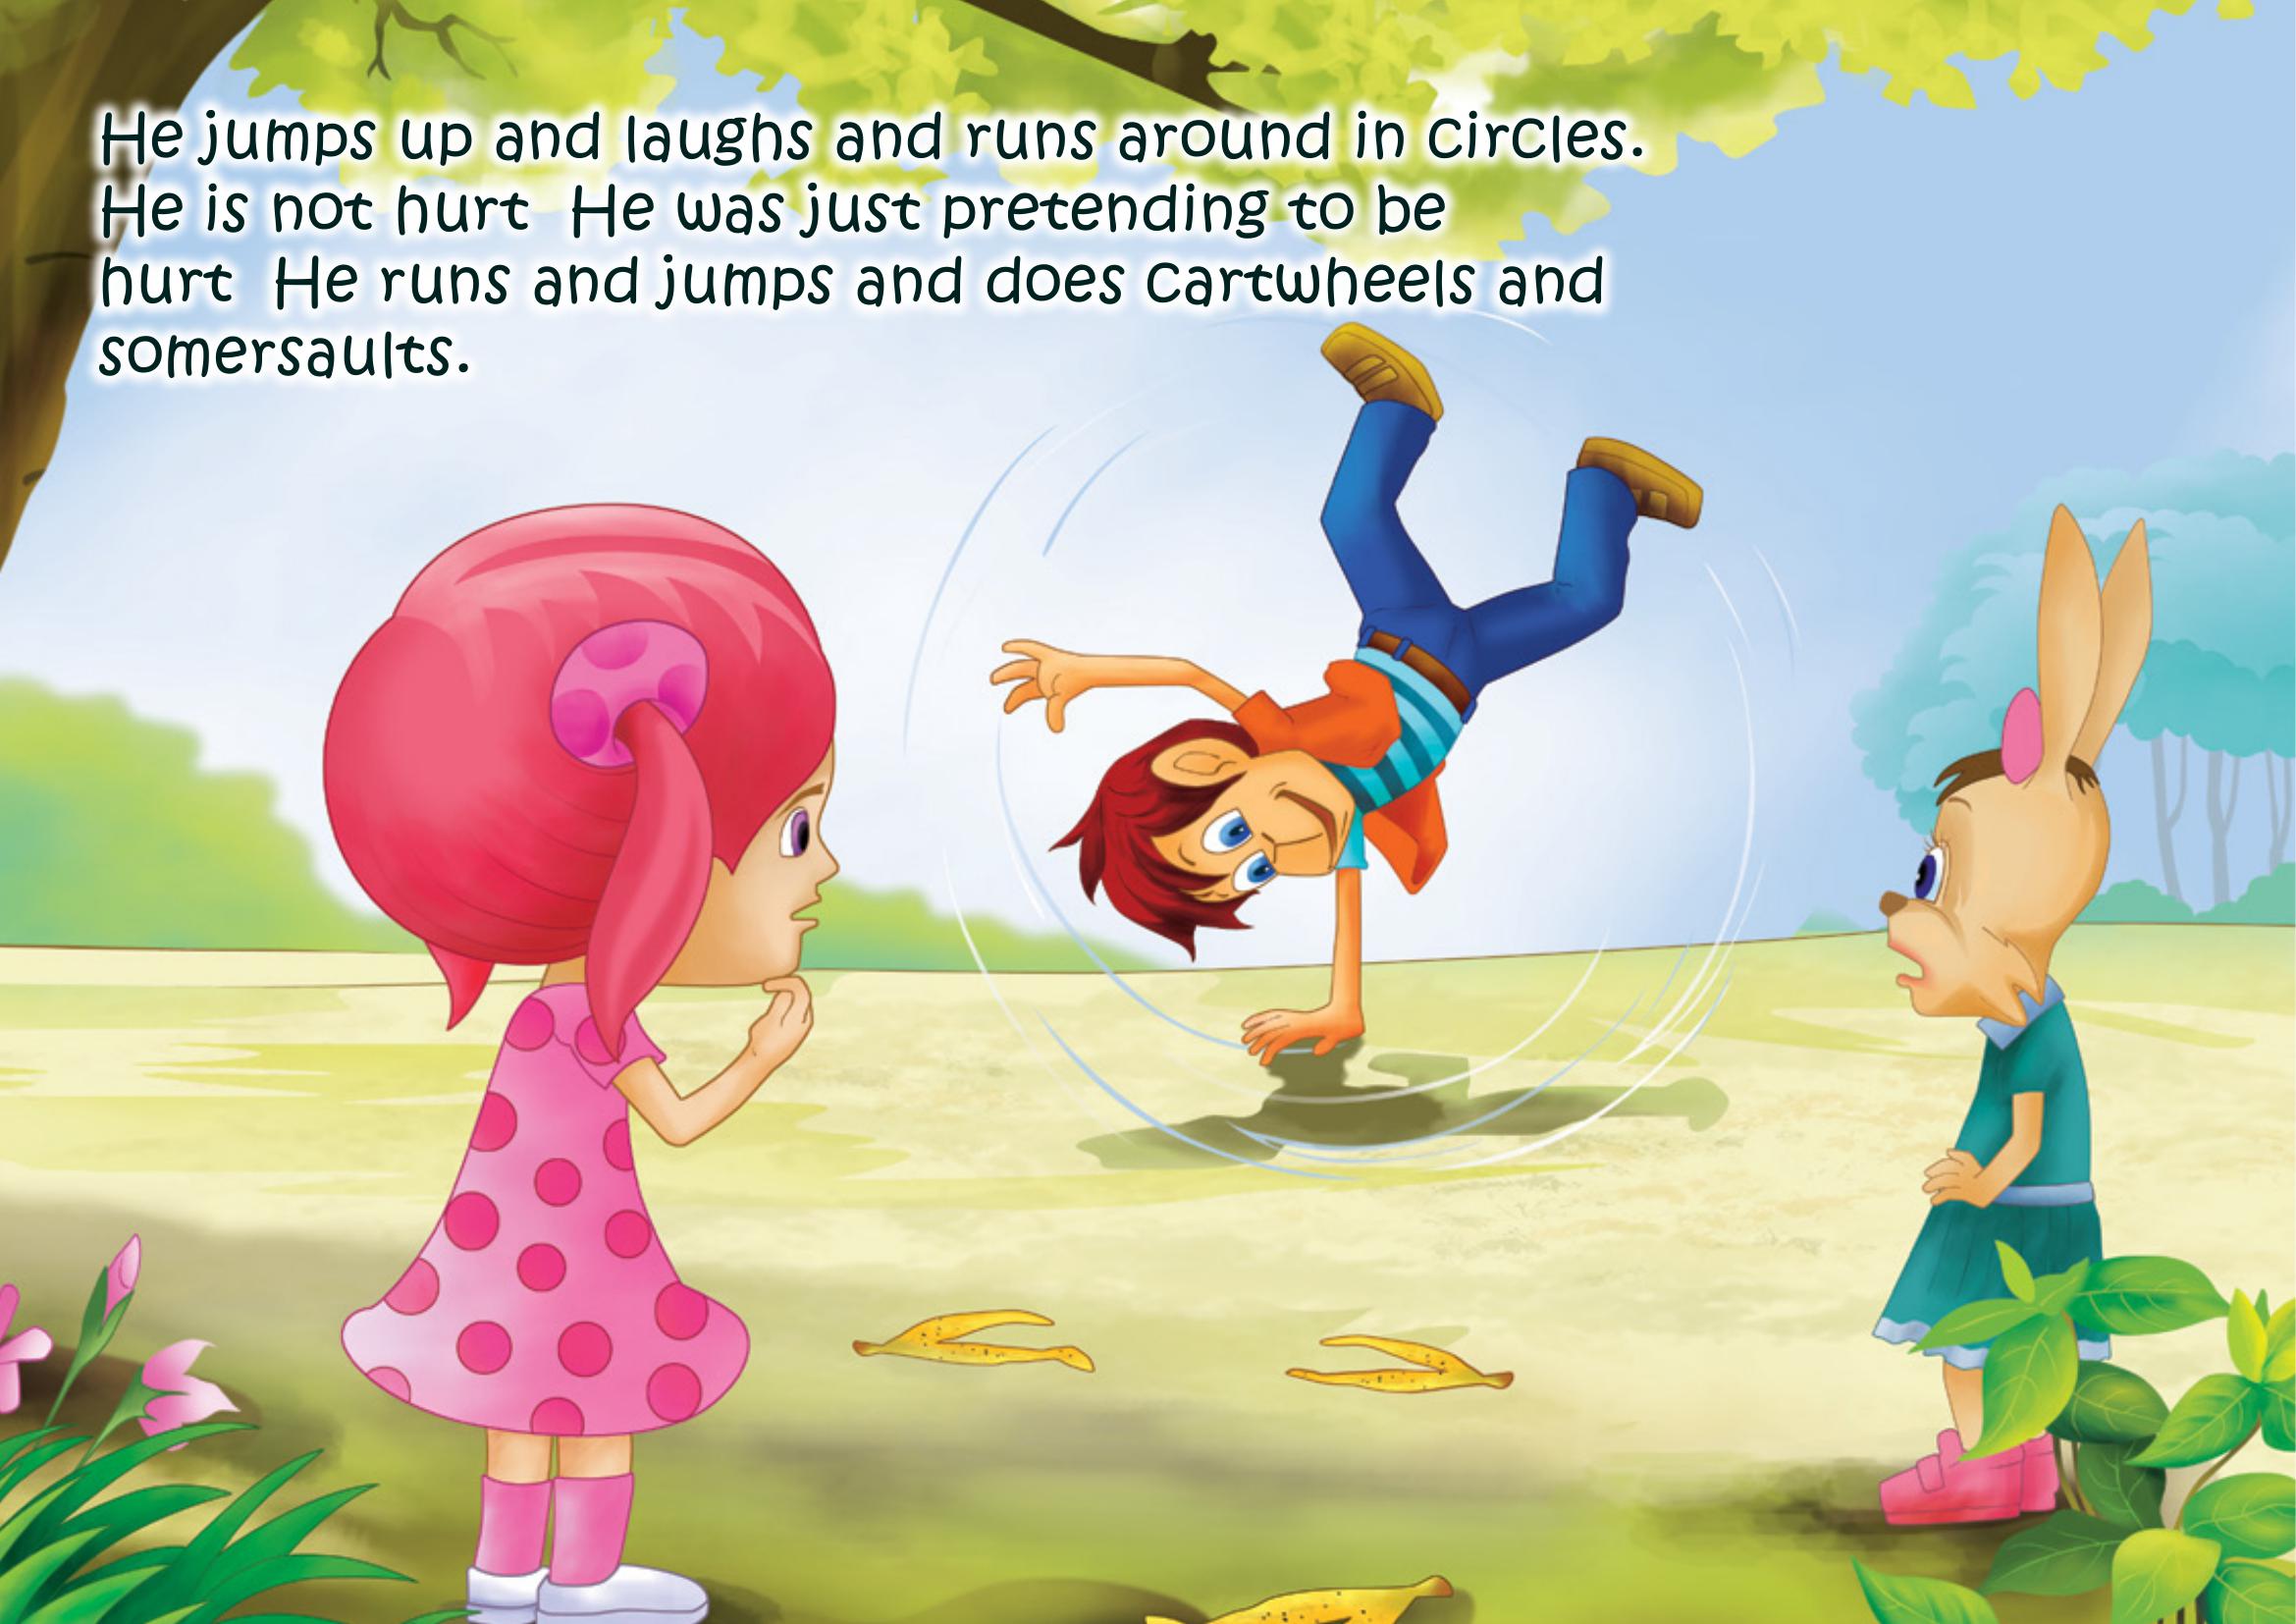 He jumps up and laughs and runs around in circles.
He is not hurt  He was just pretending to be
hurt  He runs and jumps and does cartwheels and
somersaults.